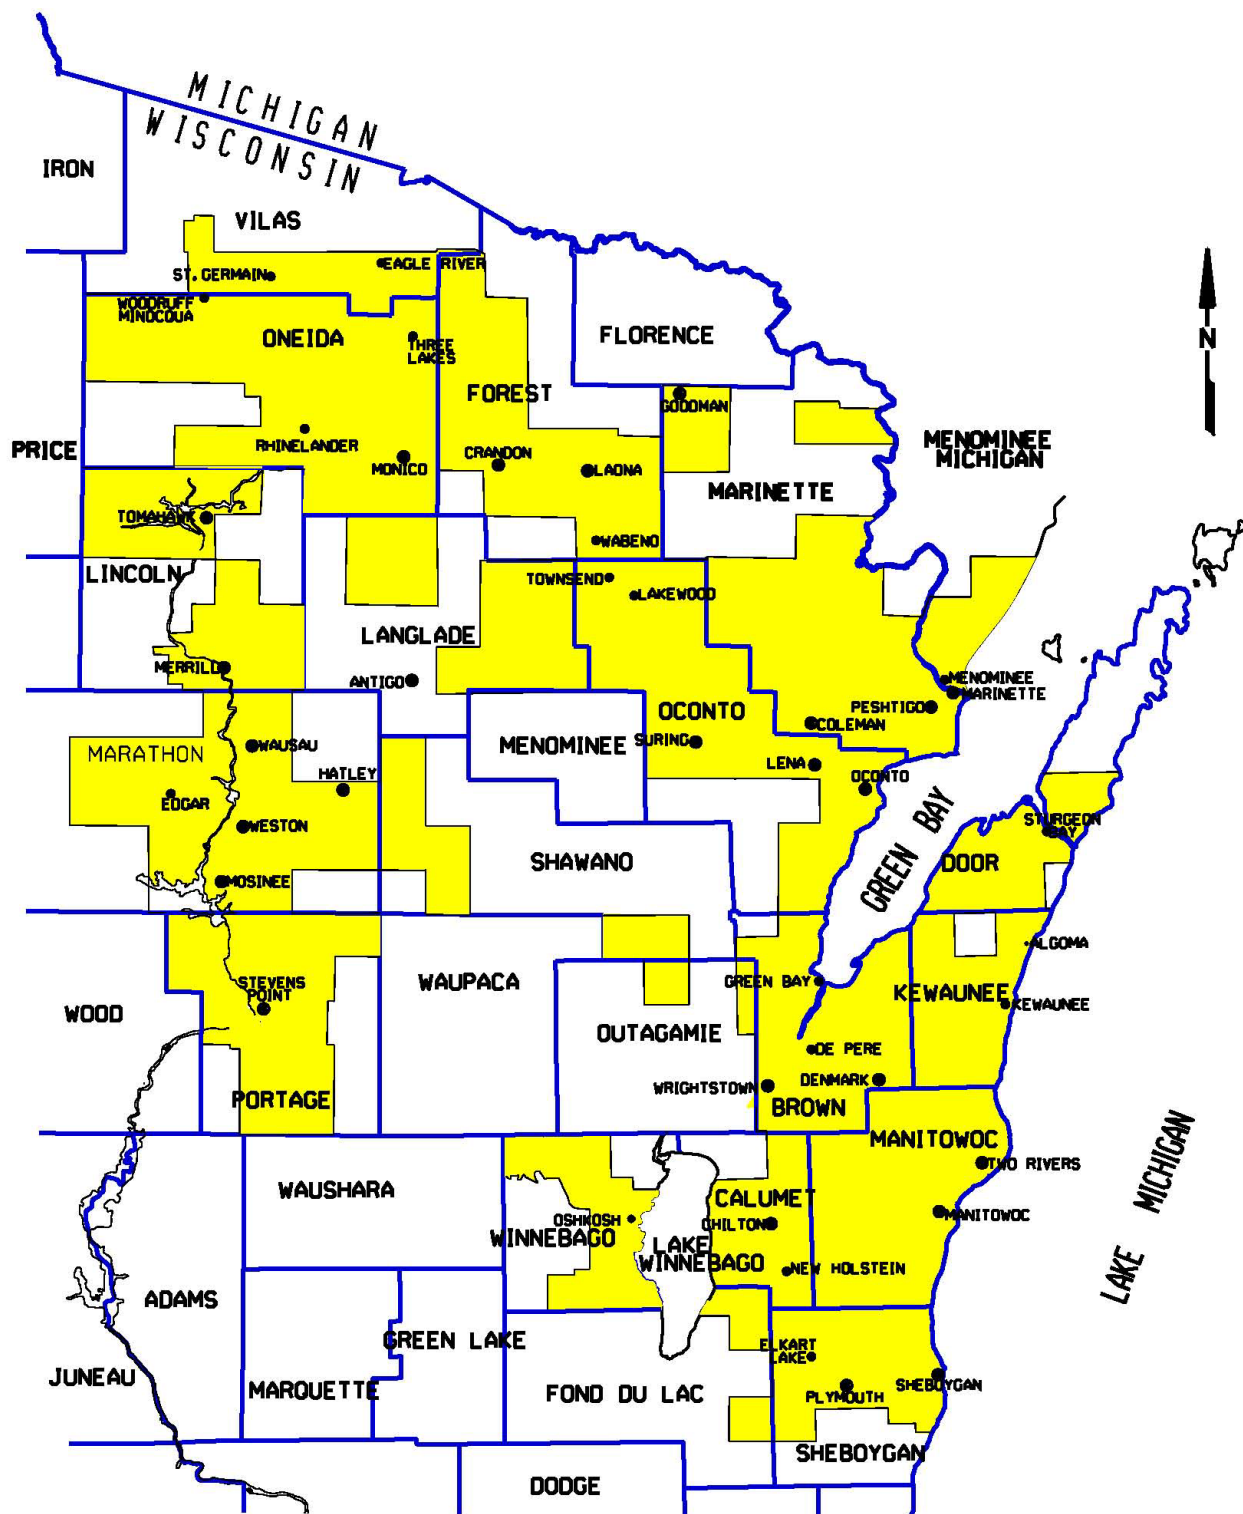 MICHIGAN
WISCONSIN
IRON
VILAS
ST. GERMAIN
EAGLE RIVER
WOODRUFF
MINOCQUA
ONEIDA
THREE
LAKES
FLORENCE
N
FOREST
GOODMAN
PRICE
RHINELANDER
MONICO
CRANDON
LAONA
MENOMINEE
MICHIGAN
MARINETTE
TOMAHAWK
WABENO
LINCOLN
TOWNSEND
LAKEWOOD
LANGLADE
MERRILL
ANTIGO
MENOMINEE
MARINETTE
PESHTIGO
OCONTO
COLEMAN
SURING
MENOMINEE
MARATHON
WAUSAU
HATLEY
LENA
OCONTO
EDGAR
WESTON
GREEN BAY
STURGEON
BAY
SHAWANO
DOOR
MOSINEE
ALGOMA
STEVENS
POINT
WAUPACA
GREEN BAY
KEWAUNEE
KEWAUNEE
WOOD
OUTAGAMIE
DE PERE
WRIGHTSTOWN
DENMARK
PORTAGE
BROWN
MANITOWOC
TWO RIVERS
LAKE MICHIGAN
WAUSHARA
CALUMET
OSHKOSH
WINNEBAGO
CHILTON
MANITOWOC
LAKE
WINNEBAGO
NEW HOLSTEIN
ADAMS
GREEN LAKE
ELKART
LAKE
JUNEAU
MARQUETTE
FOND DU LAC
PLYMOUTH
SHEBOYGAN
SHEBOYGAN
DODGE